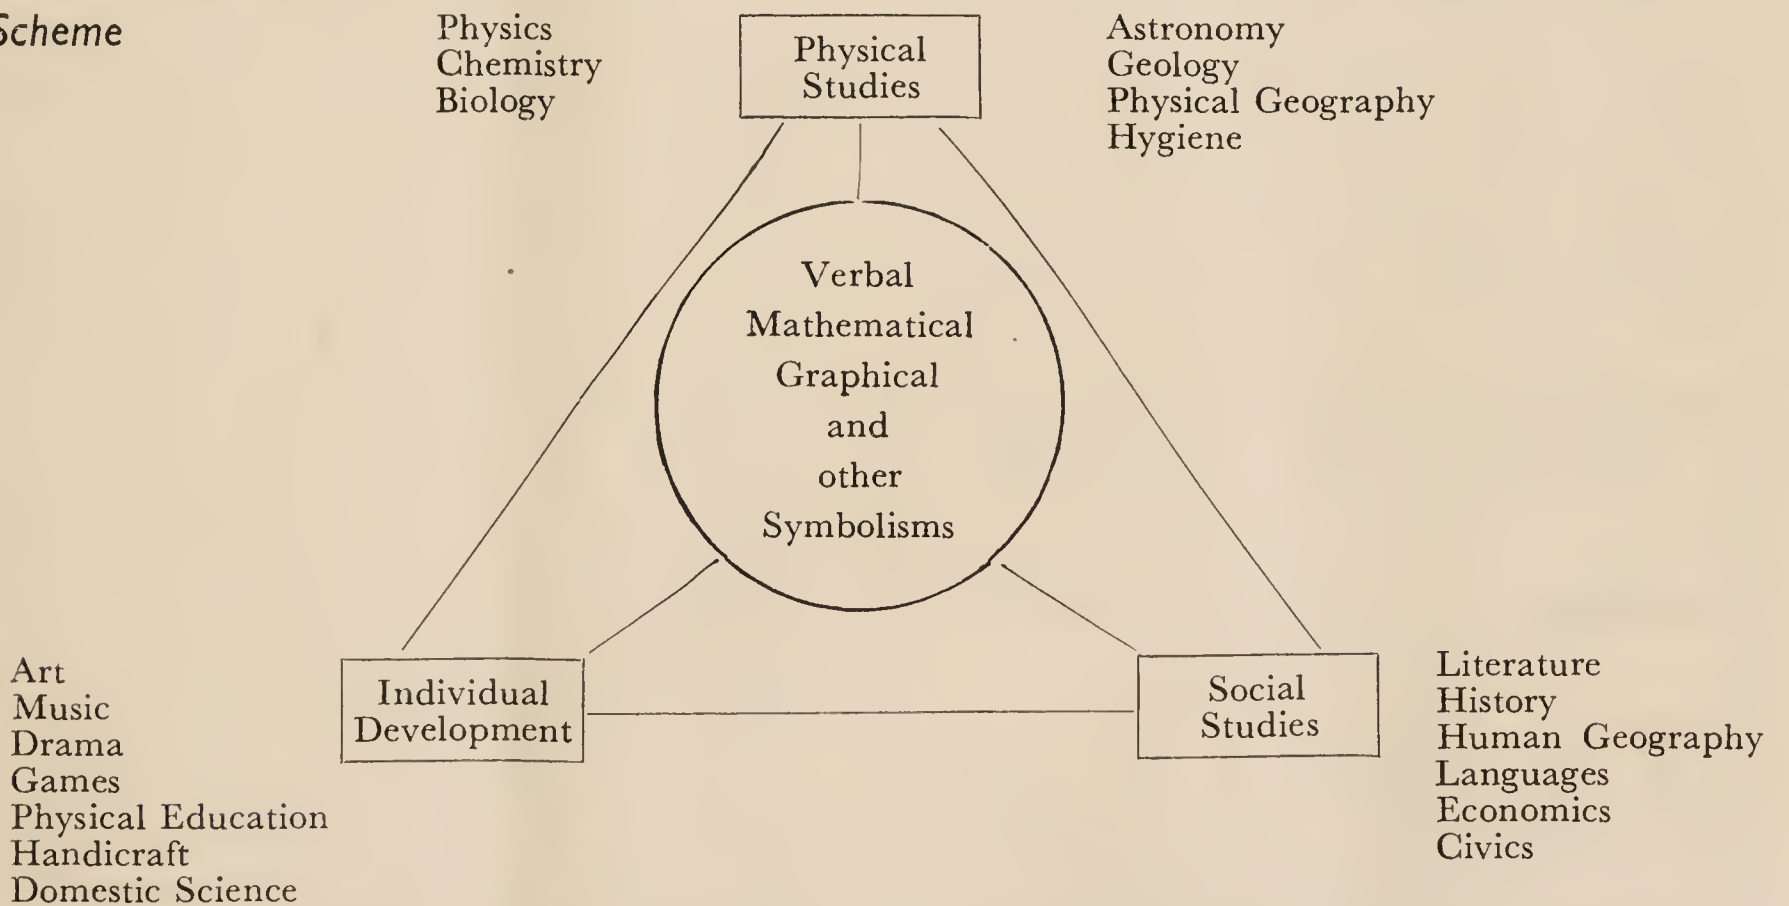 Scheme
Physics
Chemistry
Biology
Physical
Studies
Astronomy
Geology
Physical Geography
Hygiene
Verbal
Mathematical
Graphical
and
other
Symbolisms
Art
Music
Drama
Games
Physical Education
Handicraft
Domestic Science
Individual
Development
Social
Studies
Literature
History
Human Geography
Languages
Economics
Civics